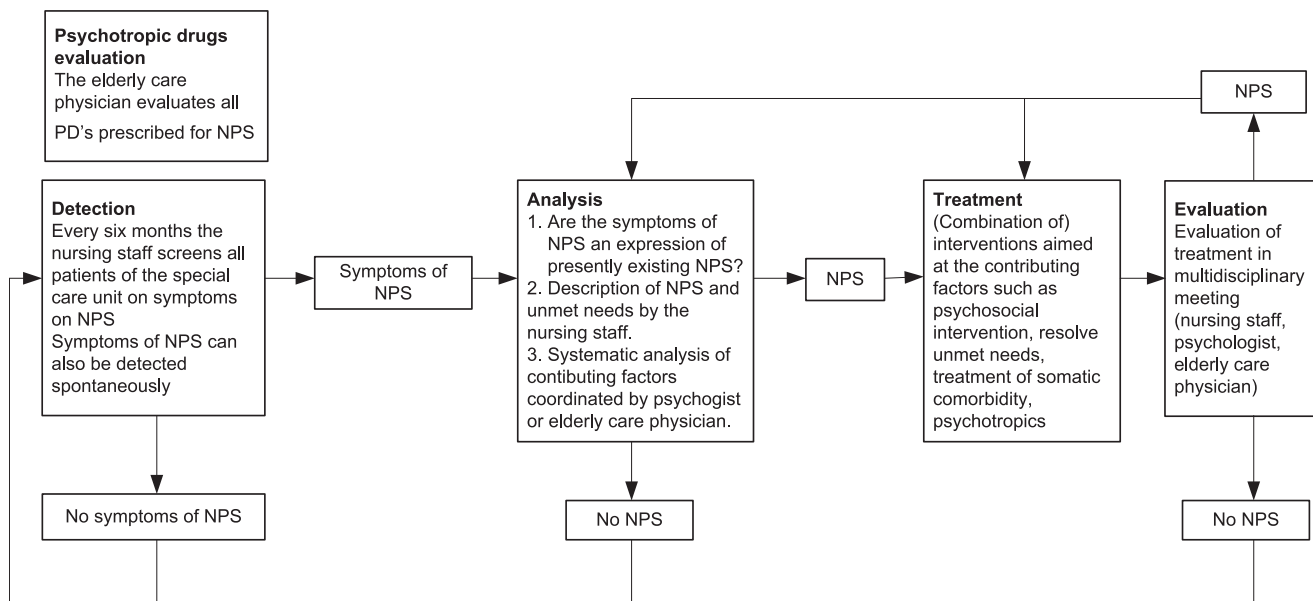 Psychotropic drugs
evaluation
The elderly care
physician evaluates all
PD's prescribed for NPS
NPS
Detection
Every six months the
nursing staff screens all
patients of the special
care unit on symptoms
on NPS
Symptoms of NPS can
also be detected
spontaneously
Symptoms of
NPS
Analysis
1. Are the symptoms of
NPS an expression of
presently existing NPS?
2. Description of NPS and
unmet needs by the
nursing staff.
3. Systematic analysis of
contibuting factors
coordinated by psychogist
or elderly care physician.
NPS
Treatment
(Combination of)
interventions aimed
at the contributing
factors such as
psychosocial
intervention, resolve
unmet needs,
treatment of somatic
comorbidity,
psychotropics
Evaluation
Evaluation of
treatment in
multidisciplinary
meeting
(nursing staff,
psychologist,
elderly care
physician)
No symptoms of NPS
No NPS
No NPS